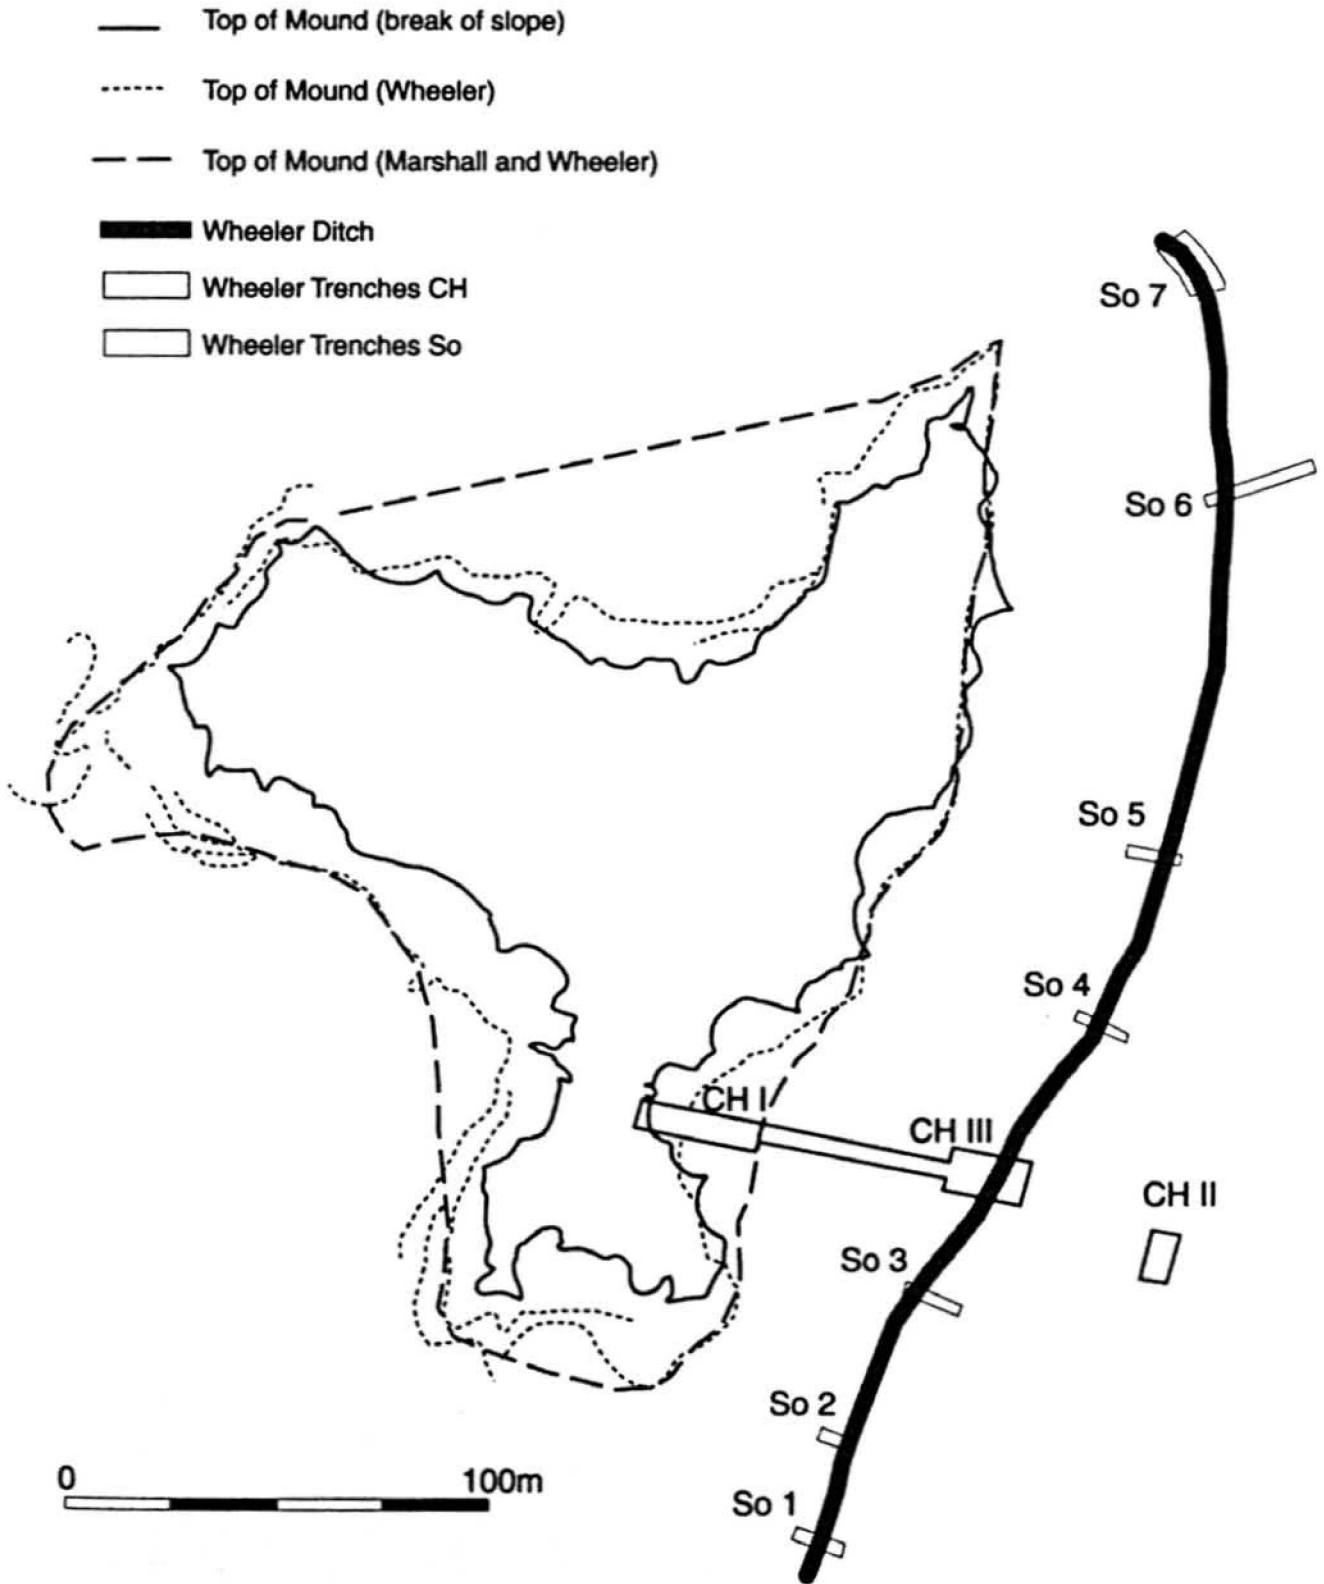 Top of Mound (break of slope)
Top of Mound (Wheeler)
Top of Mound (Marshall and Wheeler)
Wheeler Ditch
Wheeler Trenches CH
Wheeler Trenches So
So 7
So 6
So 5
So 4
CH I
CH III
CH II
So 3
So 2
0 100m
So 1